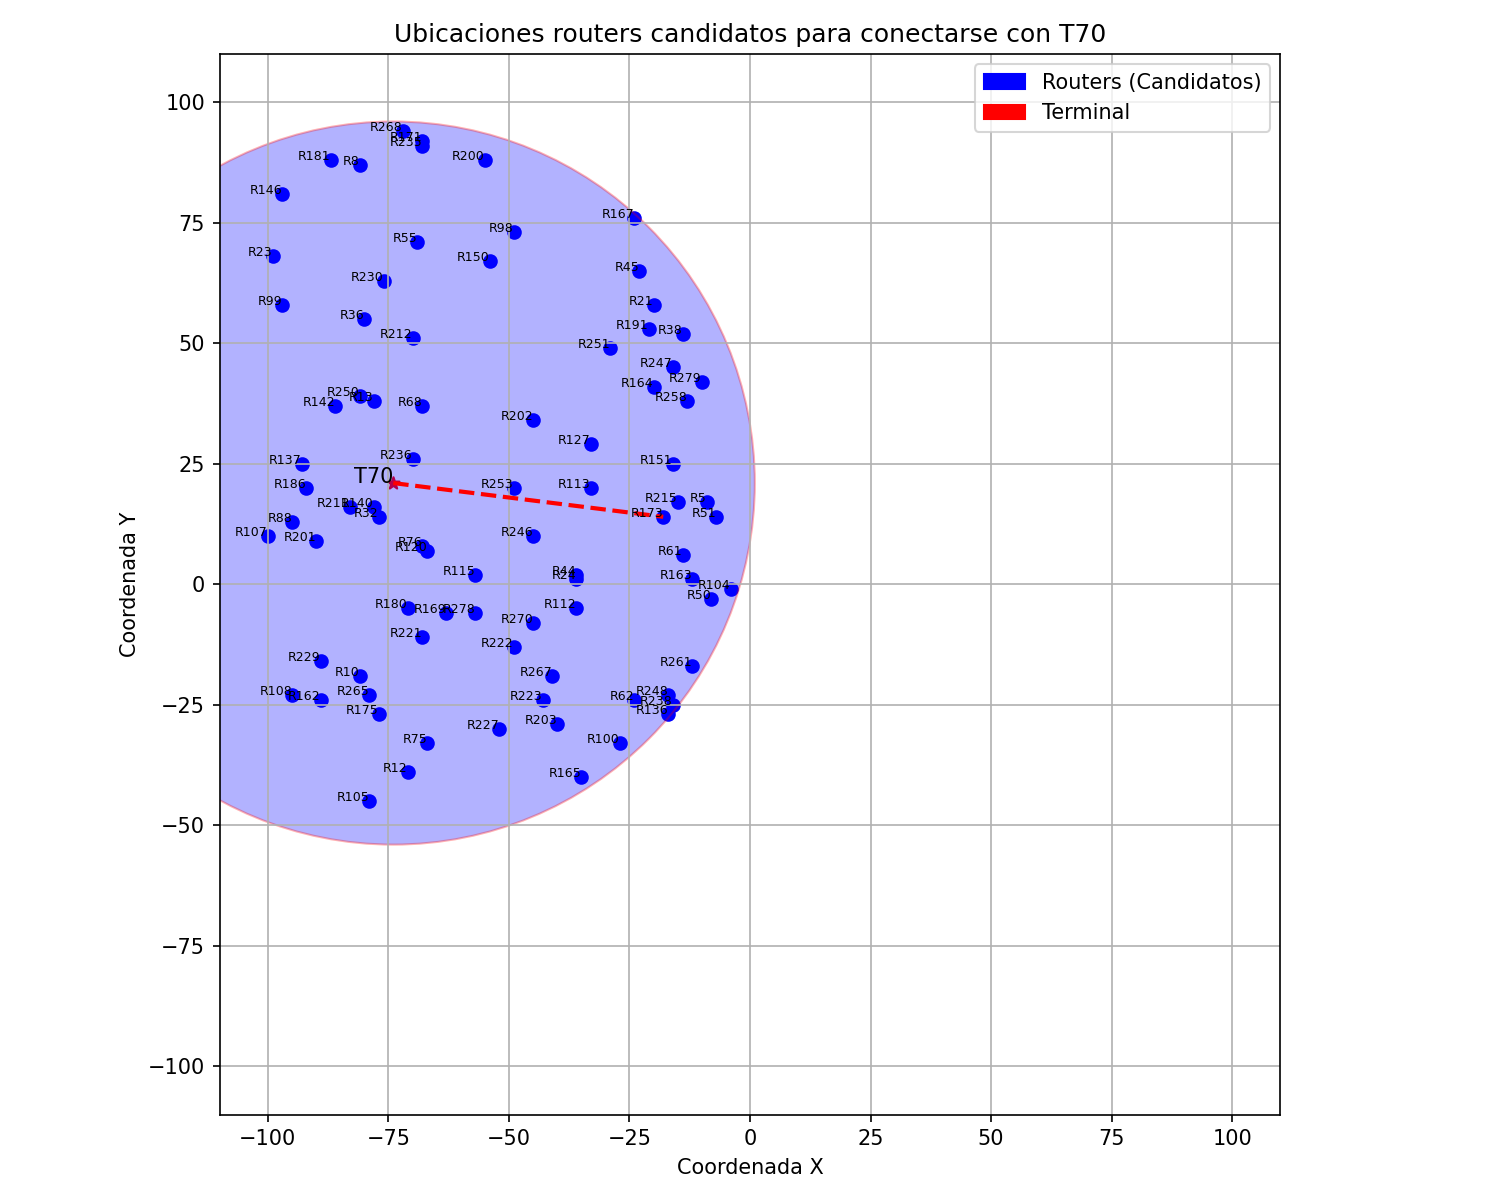 Ubicaciones routers candidatos para conectarse con T70
Routers (Candidatos)
Terminal
Coordenada Y
100
75
50
25
0
−25
−50
−75
−100
R268
R235
R181
R8
R200
R146
R167
R98
R55
R23
R150
R45
R230
R99
R21
R36
R191
R38
R212
R251
R247
R279
R164
R250
R13
R142
R68
R258
R202
R127
R236
R137
R151
T70
R186
R253
R113
R215
R5
R140
R32
R173
R51
R88
R107
R201
R246
R76
R120
R61
R115
R44
R24
R163
R104
R50
R180
R169
R278
R112
R270
R221
R222
R229
R261
R10
R267
R108
R162
R265
R223
R62
R248
R175
R136
R203
R227
R75
R100
R12
R165
R105
−100
−75
−50
−25
0
25
50
75
100
Coordenada X